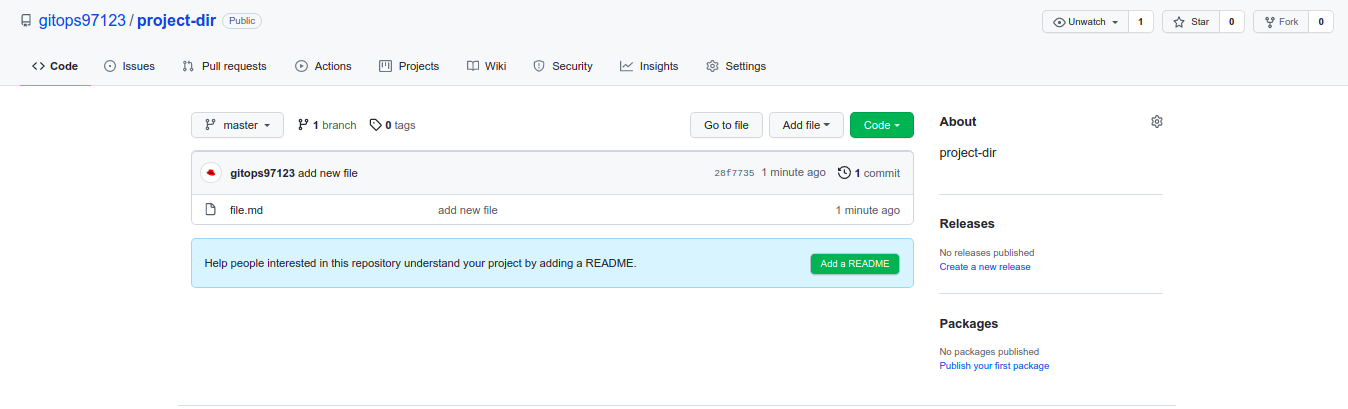 gitops97123 / project-dir Public Unwatch 1 Star 0 Fork 0
Code Issues Pull requests Actions Projects Wiki Security Insights Settings
master 1 branch 0 tags Go to file Add file Code
gitops97123 add new file 28f7735 1 minute ago 1 commit
file.md add new file 1 minute ago
Help people interested in this repository understand your project by adding a README. Add a README
About
project-dir
Releases
No releases published
Create a new release
Packages
No packages published
Publish your first package